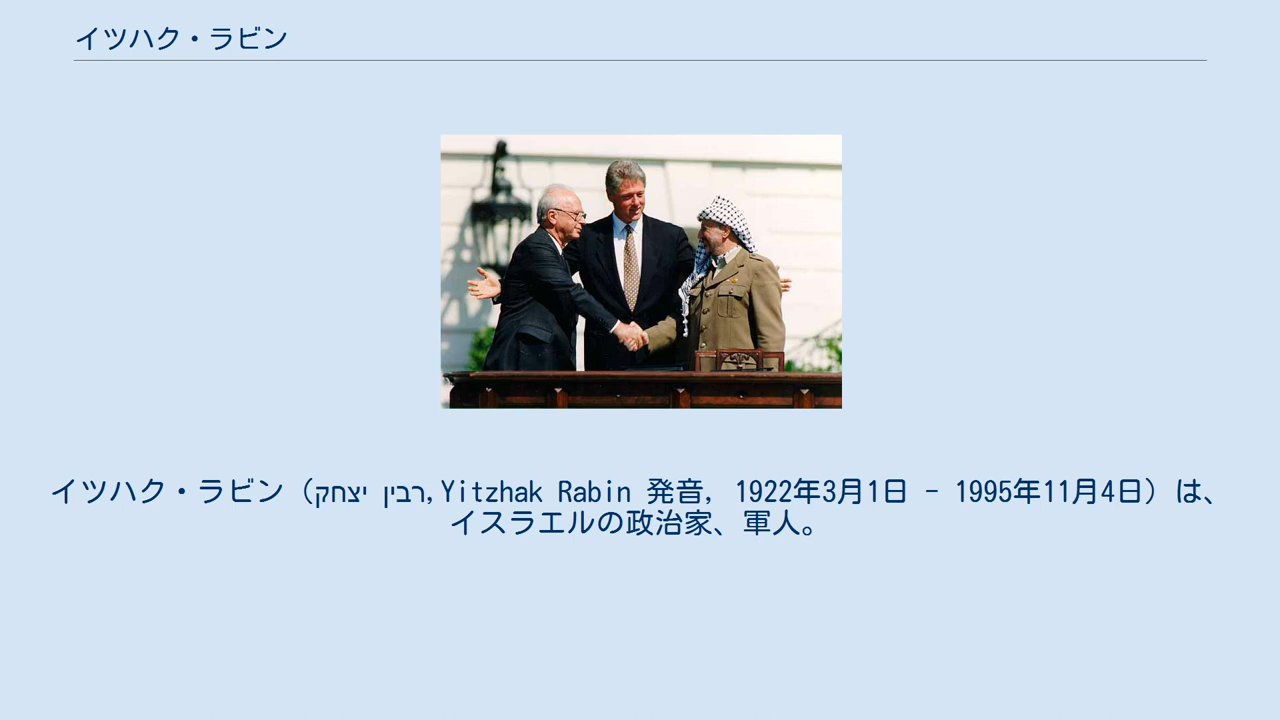 イツハク・ラビン
イツハク・ラビン（יצחק רבין,Yitzhak Rabin 発音, 1922年3月1日 - 1995年11月4日）は、
イスラエルの政治家、軍人。